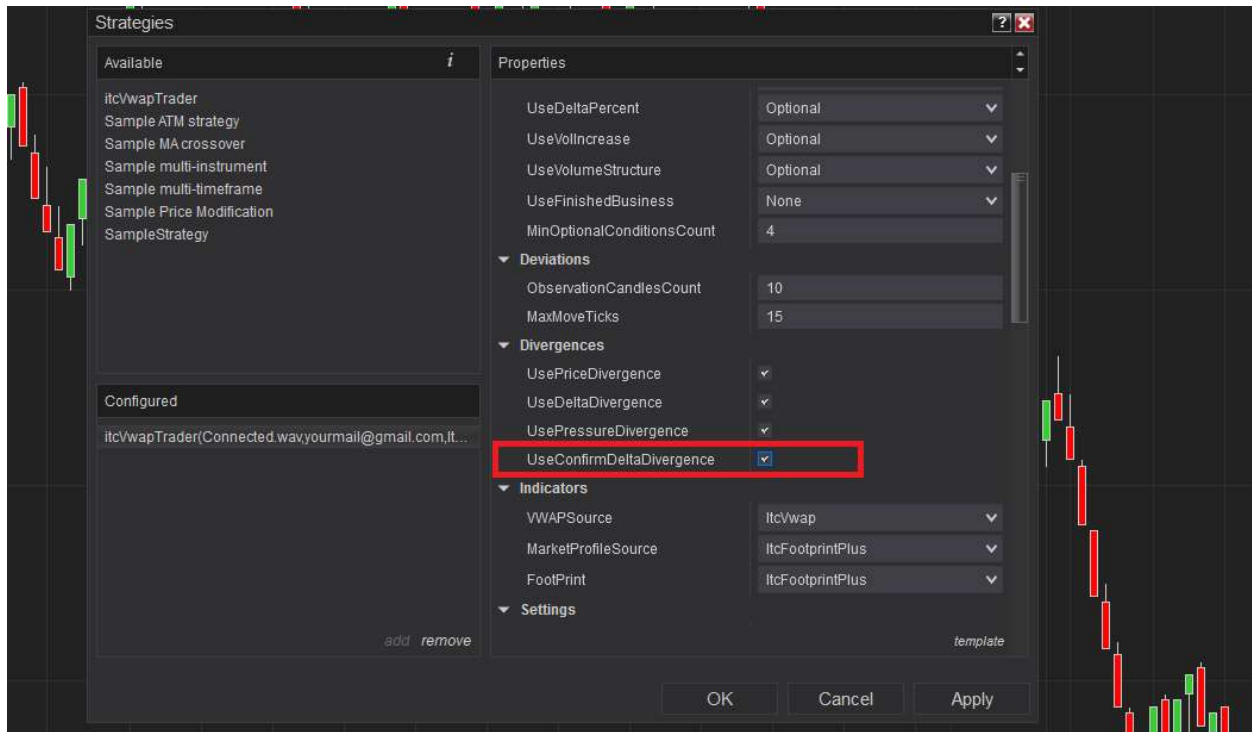 Strategies
?
Available
i
itcVwapTrader
Sample ATM strategy
Sample MA crossover
Sample multi-instrument
Sample multi-timeframe
Sample Price Modification
SampleStrategy
Configured
itcVwapTrader(Connected.wav,yourmail@gmail.com,It...
add remove
Properties
UseDeltaPercent Optional
UseVolIncrease Optional
UseVolumeStructure Optional
UseFinishedBusiness None
MinOptionalConditionsCount 4
Deviations
ObservationCandlesCount 10
MaxMoveTicks 15
Divergences
UsePriceDivergence
UseDeltaDivergence
UsePressureDivergence
UseConfirmDeltaDivergence
Indicators
VWAPSource ItcVwap
MarketProfileSource ItcFootprintPlus
FootPrint ItcFootprintPlus
Settings
template
OK Cancel Apply